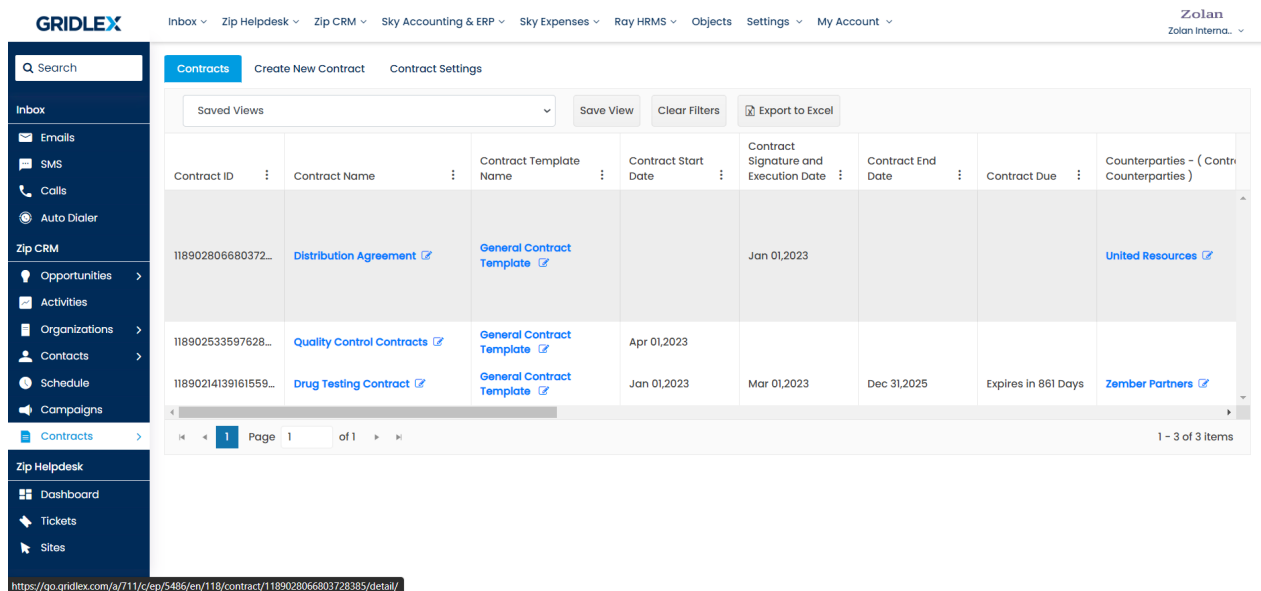 GRIDLEX
Inbox Zip Helpdesk Zip CRM Sky Accounting & ERP Sky Expenses Ray HRMS Objects Settings My Account
Zolan
Zolan Interna..
Search
Inbox
Emails
SMS
Calls
Auto Dialer
Zip CRM
Opportunities
Activities
Organizations
Contacts
Schedule
Campaigns
Contracts
Zip Helpdesk
Dashboard
Tickets
Sites
Contracts Create New Contract Contract Settings
Saved Views Save View Clear Filters Export to Excel
Contract ID
Contract Name
Contract Template
Name
Contract Start
Date
Contract
Signature and
Execution Date
Contract End
Date
Contract Due
Counterparties - ( Contr
Counterparties )
118902806680372...
Distribution Agreement
General Contract
Template
Jan 01,2023
United Resources
118902533597628...
Quality Control Contracts
General Contract
Template
Apr 01,2023
11890214139161559...
Drug Testing Contract
General Contract
Template
Jan 01,2023
Mar 01,2023
Dec 31,2025
Expires in 861 Days
Zember Partners
1 Page 1 of 1
1 - 3 of 3 items
https://go.gridlex.com/a/711/c/ep/5486/en/118/contract/1189028066803728385/detail/